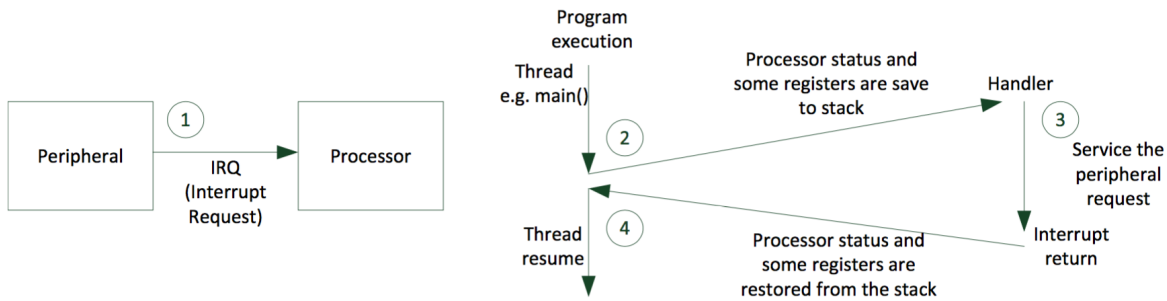 Peripheral
1
IRQ
(Interrupt
Request)
Processor
Program
execution
Thread
e.g. main()
2
Processor status and
some registers are save
to stack
Handler
3
Service the
peripheral
request
Interrupt
return
4
Processor status and
some registers are
restored from the stack
Thread
resume